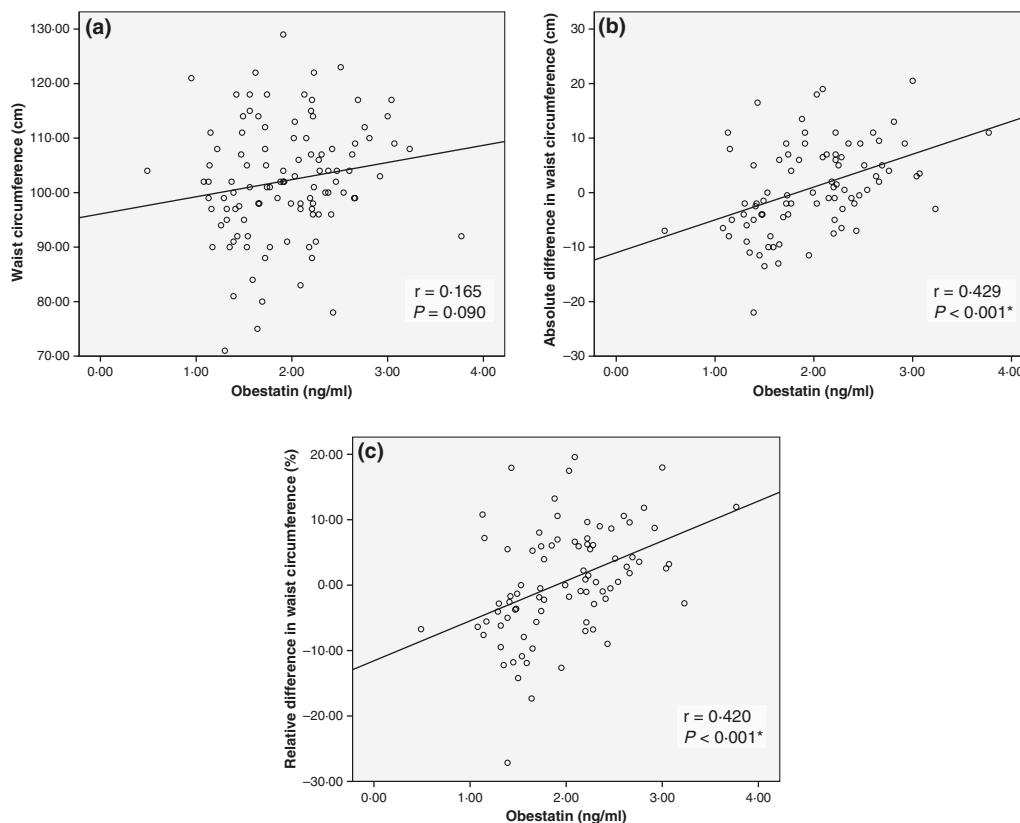 (a)
Waist circumference (cm)
130·00
120·00
110·00
100·00
90·00
80·00
70·00
r = 0·165
P = 0·090
0·00 1·00 2·00 3·00 4·00
Obestatin (ng/ml)
(b)
Absolute difference in waist circumference (cm)
30
20
10
0
−10
−20
−30
r = 0·429
P < 0·001*
0·00 1·00 2·00 3·00 4·00
Obestatin (ng/ml)
(c)
Relative difference in waist circumference (%)
20·00
10·00
0·00
−10·00
−20·00
−30·00
r = 0·420
P < 0·001*
0·00 1·00 2·00 3·00 4·00
Obestatin (ng/ml)